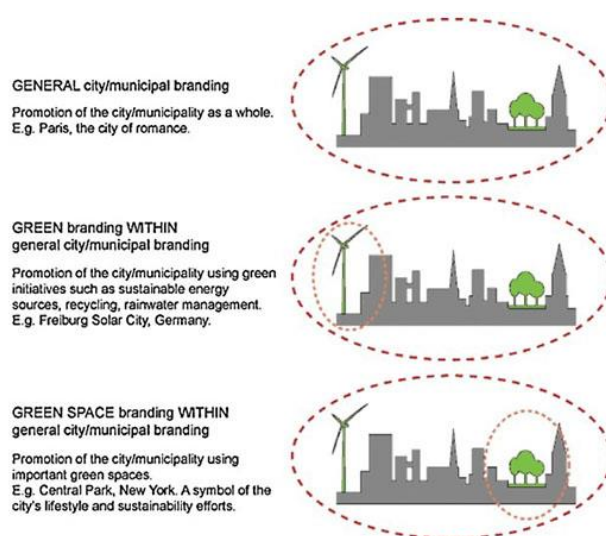 GENERAL city/municipal branding
Promotion of the city/municipality as a whole.
E.g. Paris, the city of romance.
GREEN branding WITHIN
general city/municipal branding
Promotion of the city/municipality using green
initiatives such as sustainable energy
sources, recycling, rainwater management.
E.g. Freiburg Solar City, Germany.
GREEN SPACE branding WITHIN
general city/municipal branding
Promotion of the city/municipality using
important green spaces.
E.g. Central Park, New York. A symbol of the
city's lifestyle and sustainability efforts.